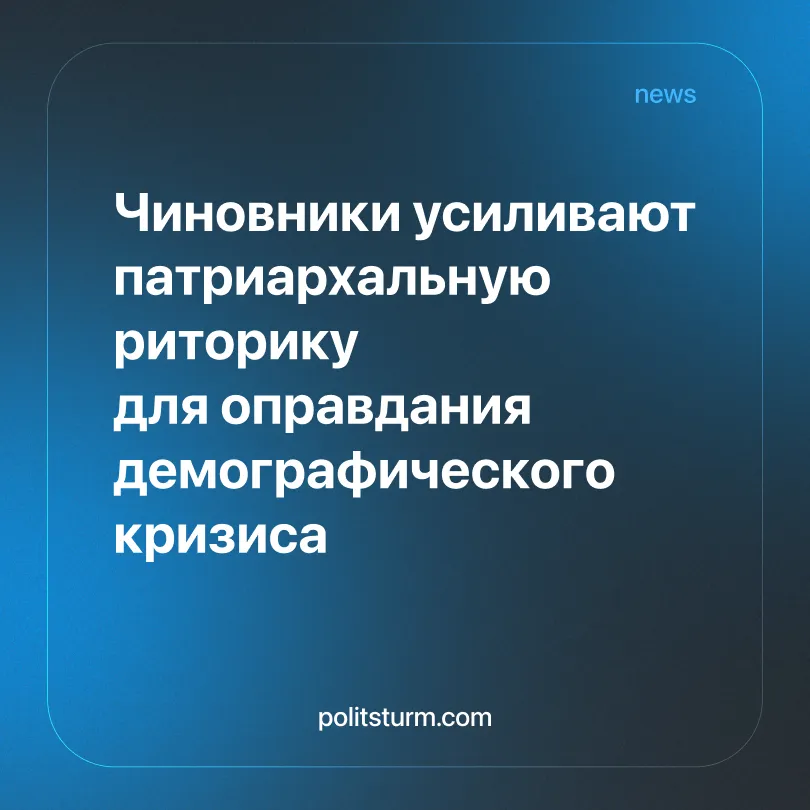 news
Чиновники усиливают
патриархальную
риторику
для оправдания
демографического
кризиса
politsturm.com